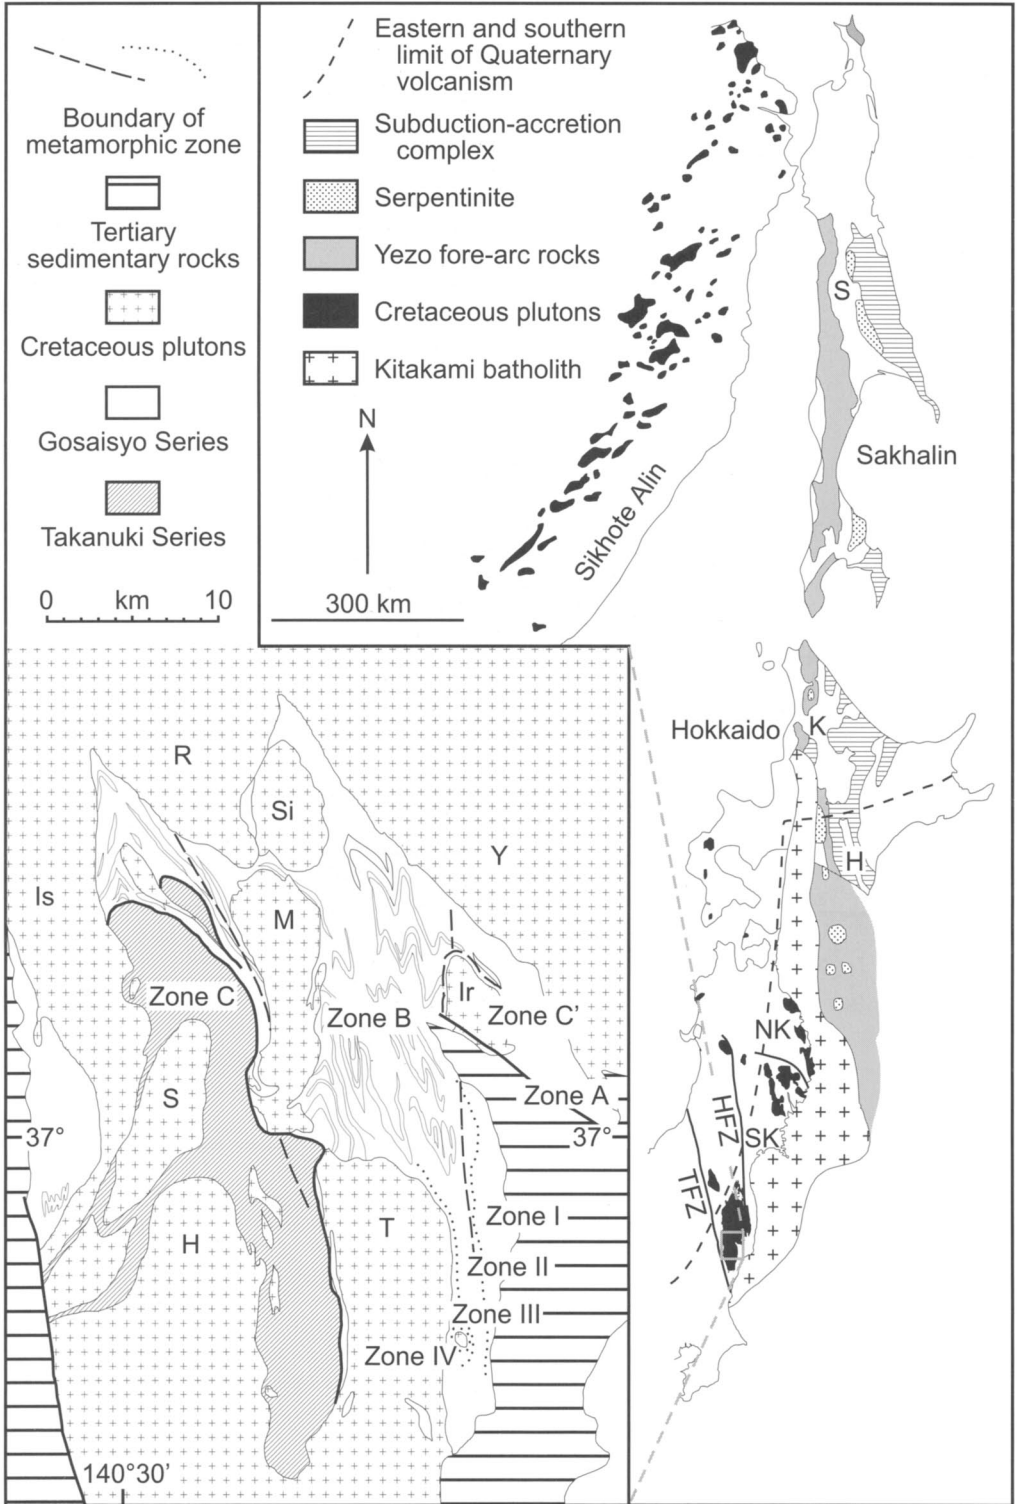 Boundary of
metamorphic zone
Tertiary
sedimentary rocks
Cretaceous plutons
Gosaisyo Series
Takanuki Series
0 km 10
Eastern and southern
limit of Quaternary
volcanism
Subduction-accretion
complex
Serpentinite
Yezo fore-arc rocks
Cretaceous plutons
Kitakami batholith
N
300 km
Sikhote Alin
S
Sakhalin
Hokkaido
K
H
NK
HFZ
SK
TFZ
R
Si
Y
Is
M
Zone C
Ir
Zone B
Zone C’
Zone A
S
37°
37°
Zone I
H
T
Zone II
Zone III
Zone IV
140°30’